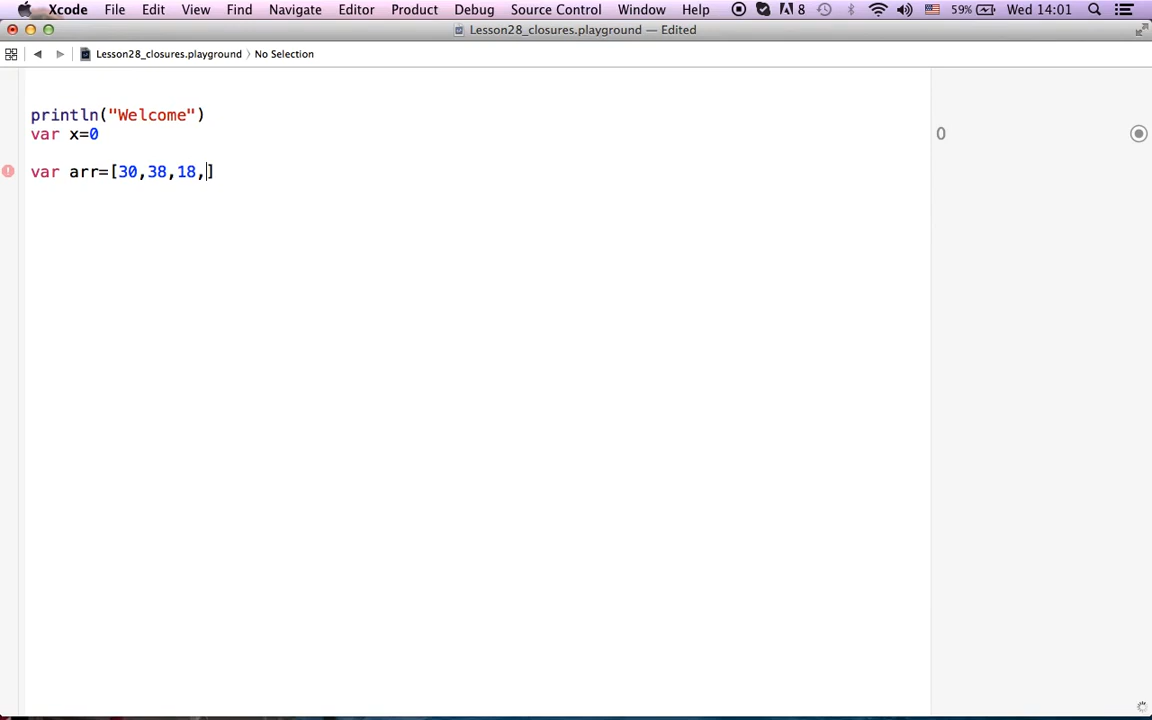 Xcode File Edit View Find Navigate Editor Product Debug Source Control Window Help 8 59% Wed 14:01
Lesson28_closures.playground — Edited
Lesson28_closures.playground 〉 No Selection
println("Welcome")
var x=0
0
var arr=[30,38,18,]